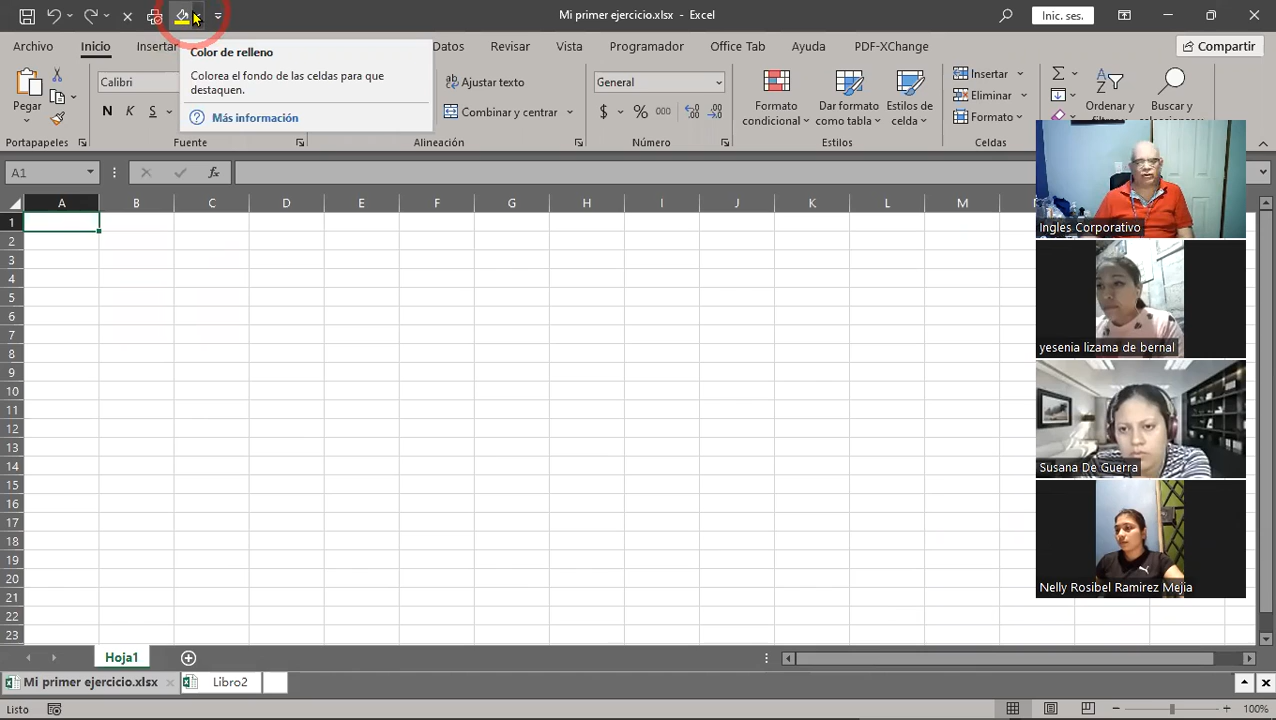 Mi primer ejercicio.xlsx - Excel
Inic. ses.
Archivo
Inicio
Insertar
Datos
Revisar
Vista
Programador
Office Tab
Ayuda
PDF-XChange
Compartir
Color de relleno
Colorea el fondo de las celdas para que
destaquen.
Más información
Pegar
Calibri
N K S
Ajustar texto
Combinar y centrar
General
$ % 
Formato
condicional
Dar formato
como tabla
Estilos de
celda
Insertar
Eliminar
Formato
Ordenar y
Buscar y
Portapapeles
Fuente
Alineación
Número
Estilos
Celdas
A1
fx
A B C D E F G H I J K L M
1
2
3
4
5
6
7
8
9
10
11
12
13
14
15
16
17
18
19
20
21
22
23
Ingles Corporativo
yesenia lizama de bernal
Susana De Guerra
Nelly Rosibel Ramirez Mejia
Hoja1
Mi primer ejercicio.xlsx
Libro2
Listo
100%